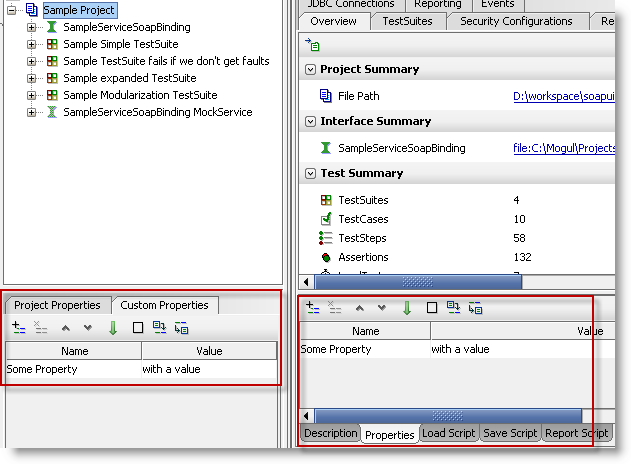 Sample Project
SampleServiceSoapBinding
Sample Simple TestSuite
Sample TestSuite fails if we don't get faults
Sample expanded TestSuite
Sample Modularization TestSuite
SampleServiceSoapBinding MockService
Project Properties Custom Properties
Name Value
Some Property with a value
JDBC Connections Reporting Events
Overview TestSuites Security Configurations Re
Project Summary
File Path D:\workspace\soapui
Interface Summary
SampleServiceSoapBinding file:C:\Mogul\Projects
Test Summary
TestSuites 4
TestCases 10
TestSteps 58
Assertions 132
Name Value
Some Property with a value
Description Properties Load Script Save Script Report Script